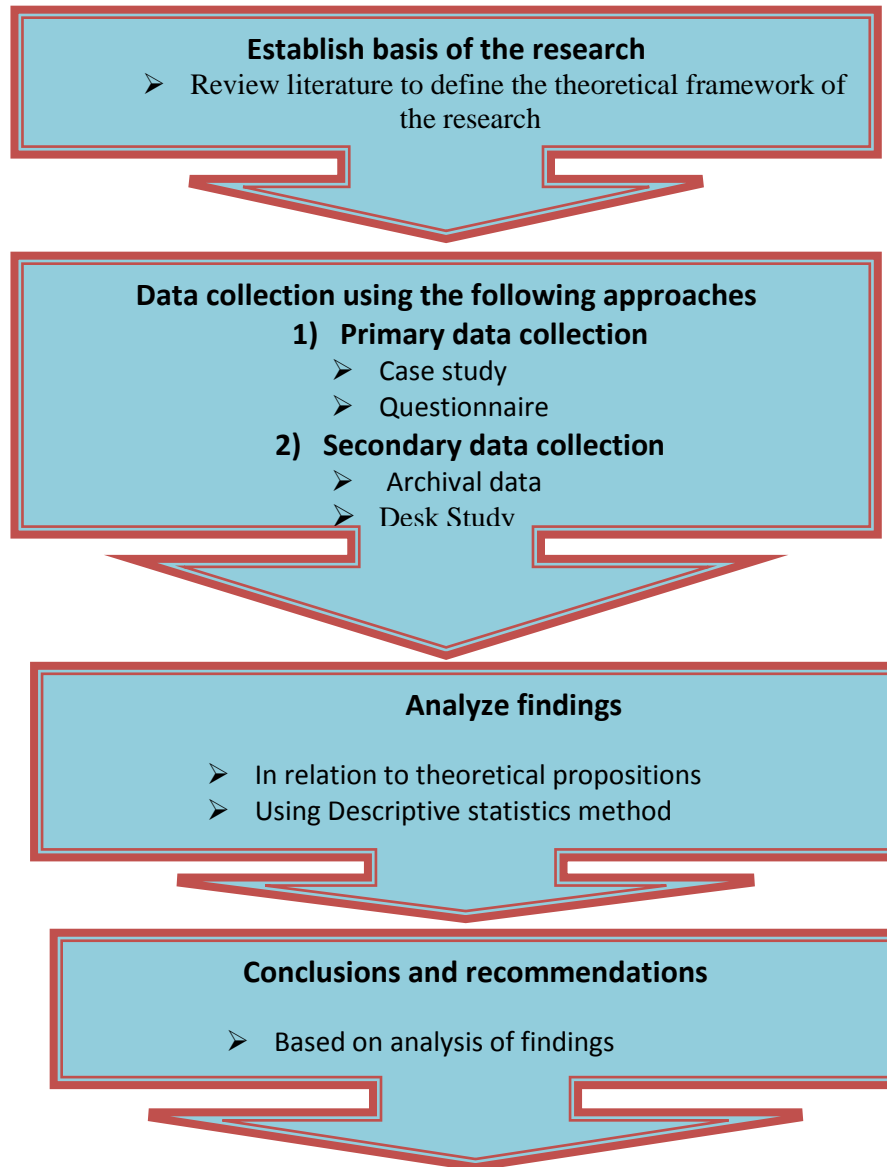 Establish basis of the research
➢ Review literature to define the theoretical framework of
the research
Data collection using the following approaches
1) Primary data collection
➢ Case study
➢ Questionnaire
2) Secondary data collection
➢ Archival data
➢ Desk Study
Analyze findings
➢ In relation to theoretical propositions
➢ Using Descriptive statistics method
Conclusions and recommendations
➢ Based on analysis of findings